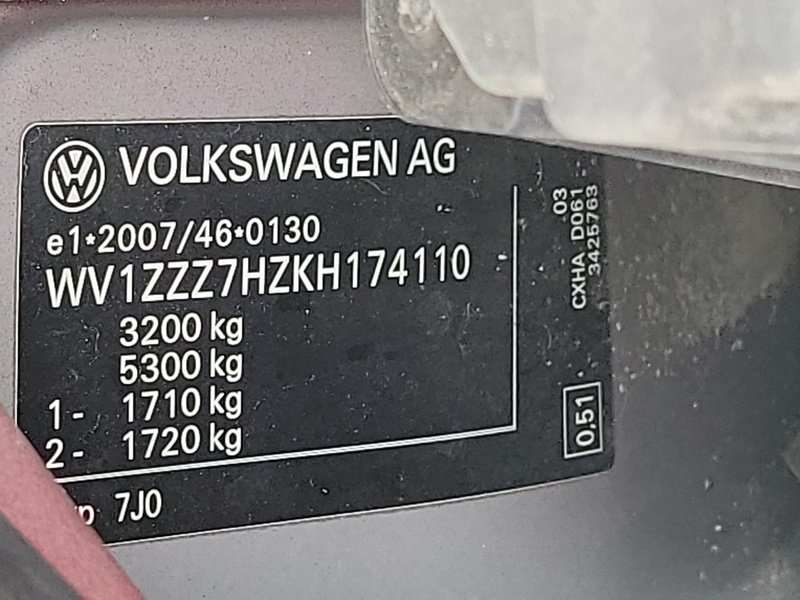 VOLKSWAGEN AG
e1*2007/46*0130
WV1ZZZ7HZKH174110
3200 kg
5300 kg
1- 1710 kg
2- 1720 kg
7J0
03
CXHA D061
3425763
0,51